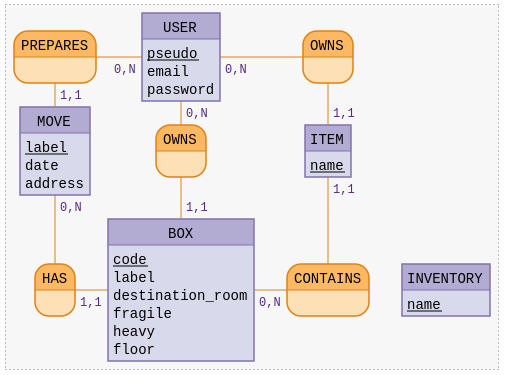 PREPARES
USER
pseudo
email
password
OWNS
0,N
0,N
1,1
0,N
1,1
MOVE
label
date
address
OWNS
ITEM
name
0,N
1,1
1,1
BOX
code
label
destination_room
fragile
heavy
floor
HAS
1,1
0,N
CONTAINS
INVENTORY
name